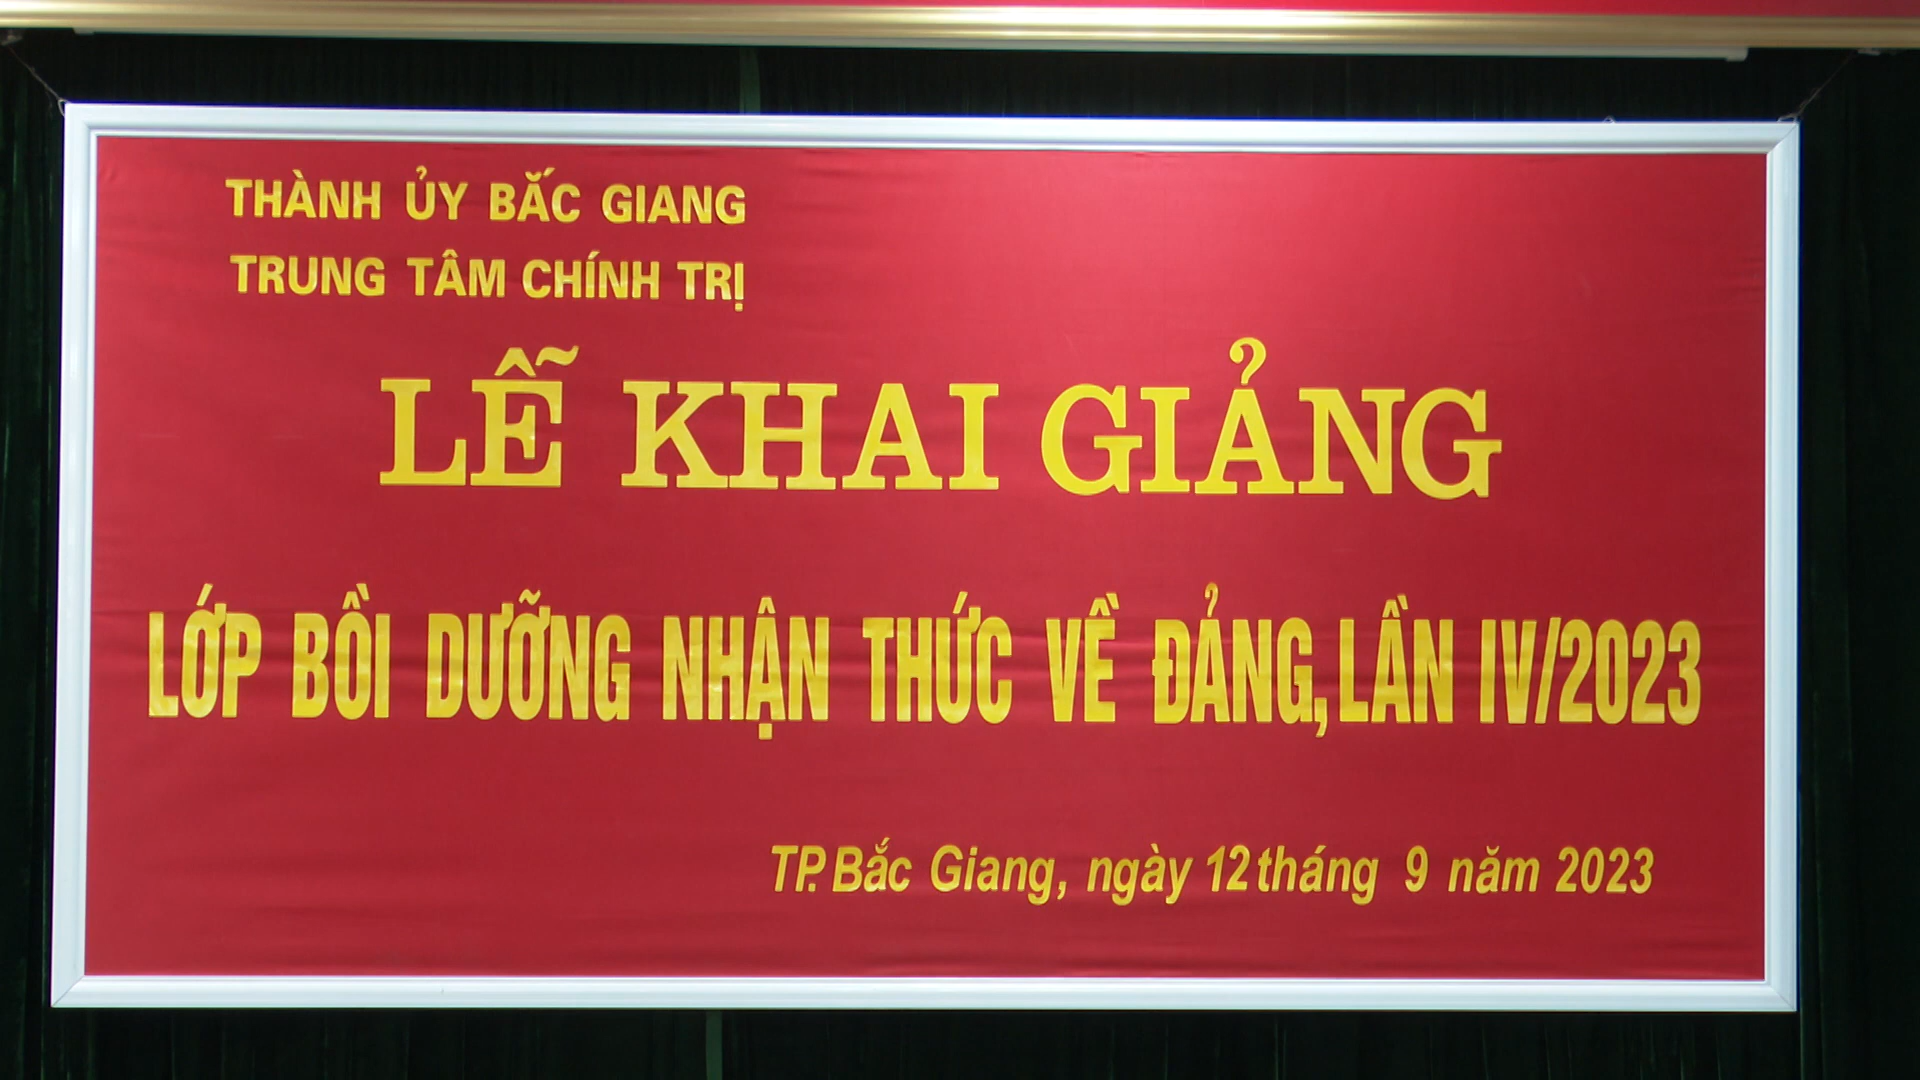 THÀNH ỦY BẮC GIANG
TRUNG TÂM CHÍNH TRỊ
LỄ KHAI GIẢNG
LỚP BỒI DƯỠNG NHẬN THỨC VỀ ĐẢNG, LẦN IV/2023
TP. Bắc Giang, ngày 12 tháng 9 năm 2023